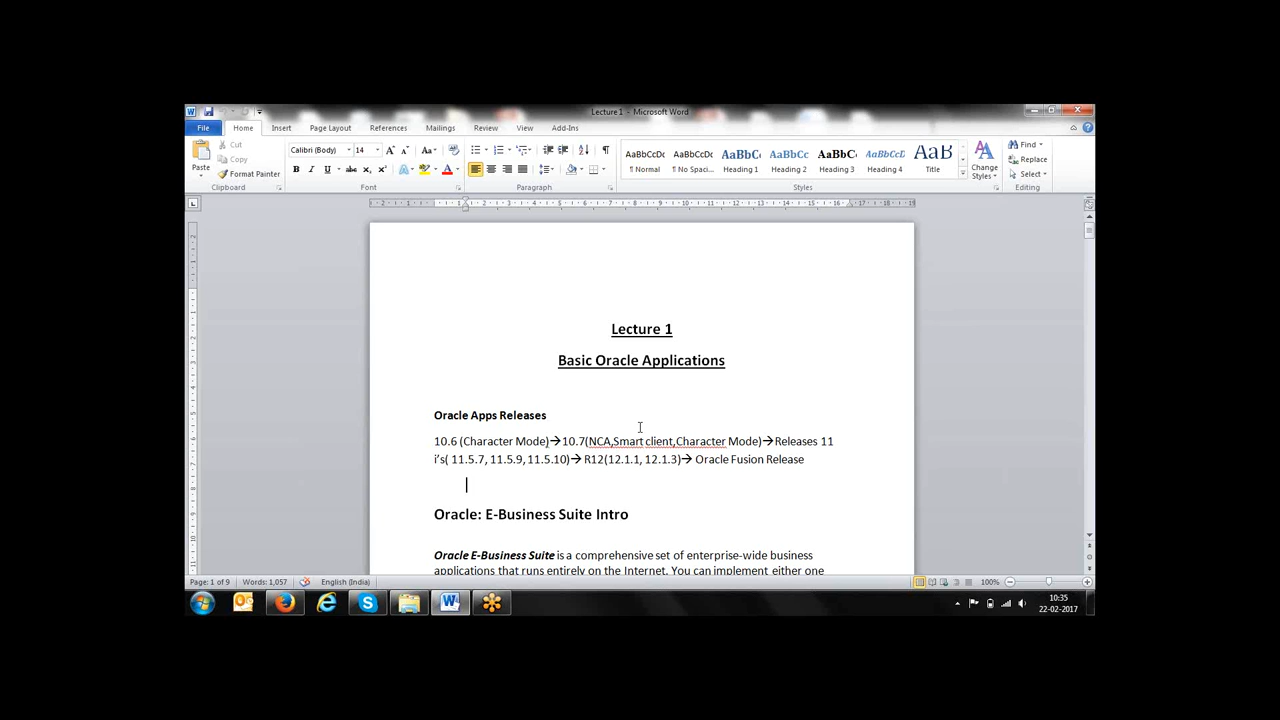 Lecture 1 - Microsoft Word
File Home Insert Page Layout References Mailings Review View Add-Ins
Cut
Copy
Format Painter
Paste
Clipboard
Calibri (Body) 14
Font
Paragraph
AaBbCcDc AaBbCcDc AaBbCc AaBbCc AaBbCc AaBbCcI AaB
¶ Normal ¶ No Spaci... Heading 1 Heading 2 Heading 3 Heading 4 Title
Change Styles
Styles
Find
Replace
Select
Editing
Lecture 1
Basic Oracle Applications
Oracle Apps Releases
10.6 (Character Mode)→10.7(NCA,Smart client,Character Mode)→Releases 11
i's( 11.5.7, 11.5.9, 11.5.10)→ R12(12.1.1, 12.1.3)→ Oracle Fusion Release
Oracle: E-Business Suite Intro
Oracle E-Business Suite is a comprehensive set of enterprise-wide business
applications that runs entirely on the Internet. You can implement either one
Page: 1 of 9 Words: 1,057 English (India) 100%
10:35
22-02-2017